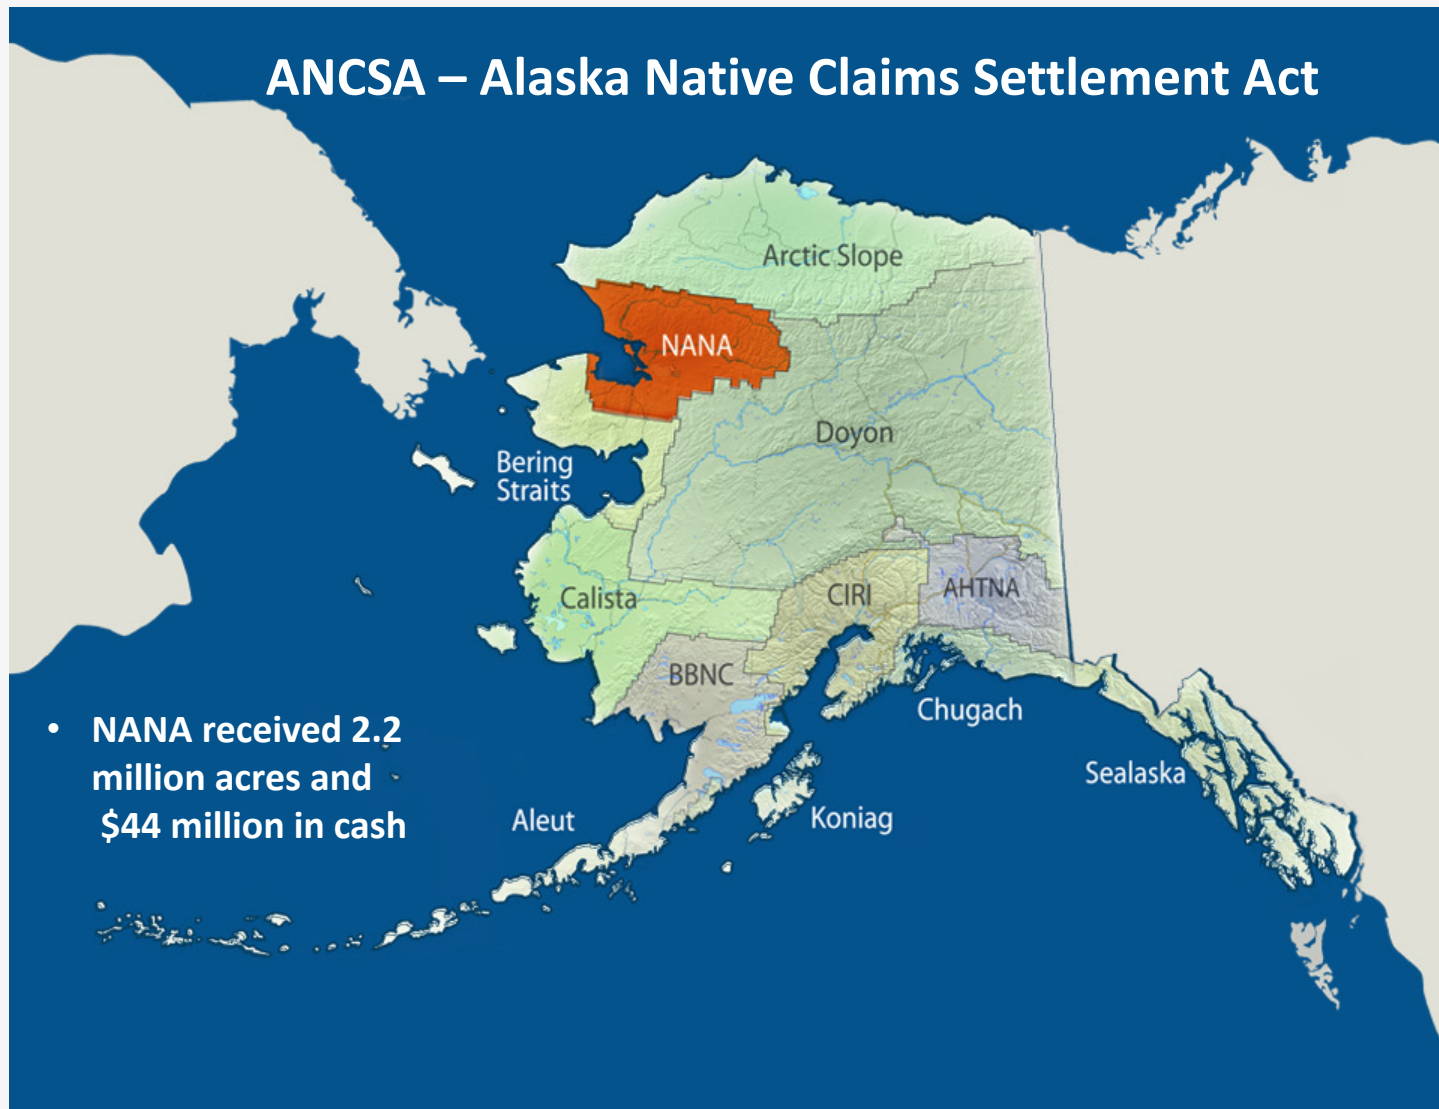 ANCSA – Alaska Native Claims Settlement Act
Arctic Slope
NANA
Doyon
Bering
Straits
Calista
CIRI
AHTNA
BBNC
Chugach
• NANA received 2.2
million acres and
$44 million in cash
Sealaska
Aleut
Koniag